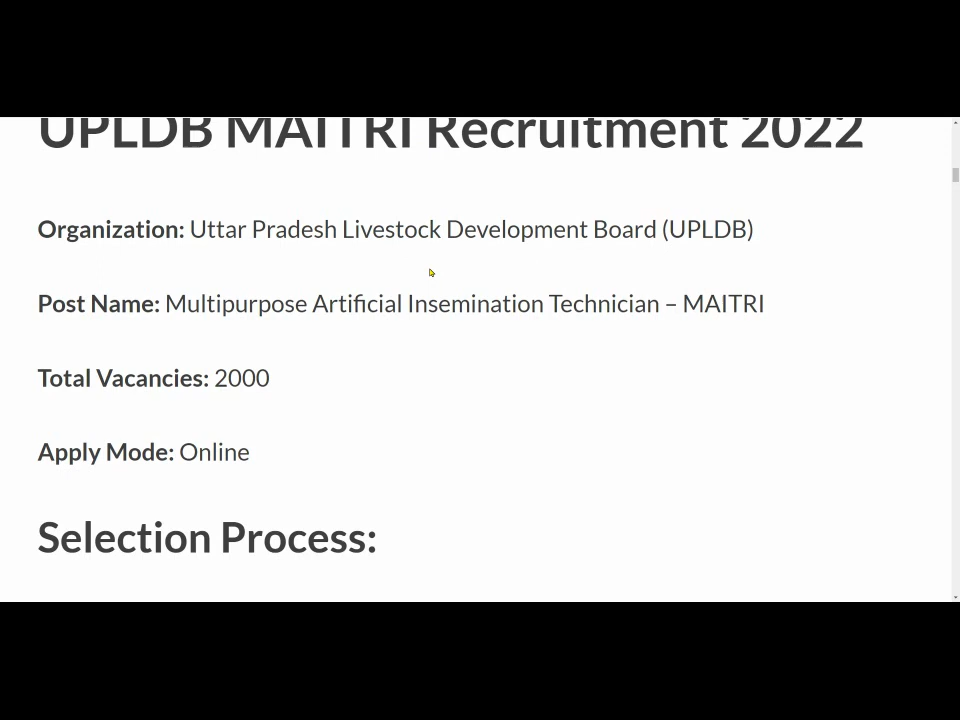 UPLDB MAITRI Recruitment 2022
Organization: Uttar Pradesh Livestock Development Board (UPLDB)
Post Name: Multipurpose Artificial Insemination Technician – MAITRI
Total Vacancies: 2000
Apply Mode: Online
Selection Process: